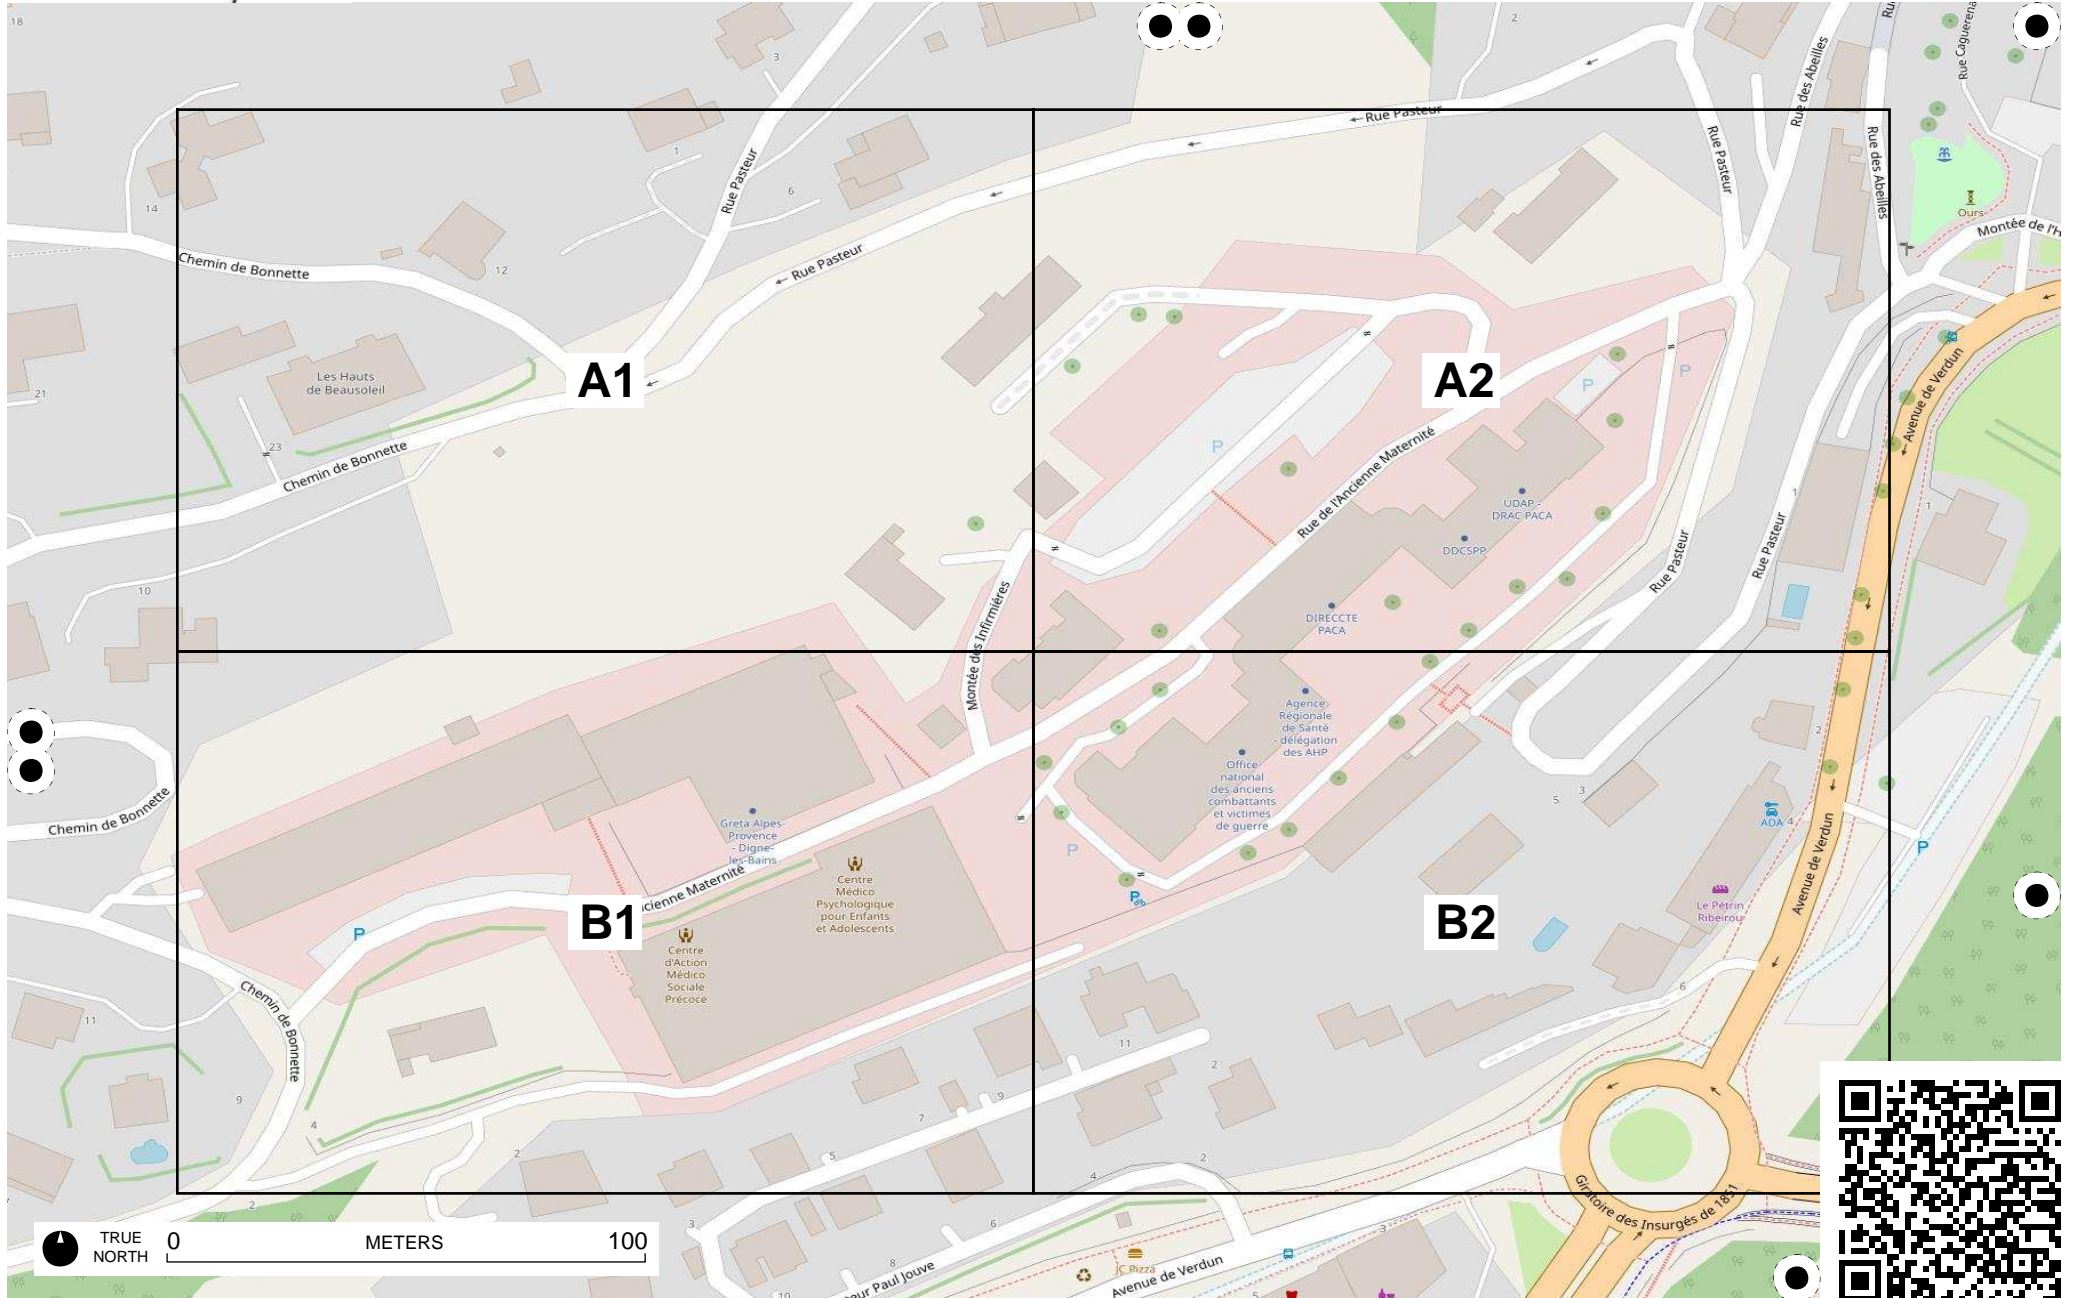 18
3
2
Rue Caguerena
Rue des Abeilles
Rue Pasteur
1
Rue Pasteur
6
Rue Pasteur
Rue des Abeilles
14
Ours
Montée de l'H
Chemin de Bonnette
12
Rue Pasteur
Les Hauts
de Beausoleil
A1
A2
P
P
Avenue de Verdun
21
23
P
Chemin de Bonnette
Rue de l'Ancienne Maternité
UDAP -
DRAC PACA
1
1
DDCSPP
Rue Pasteur
Rue Pasteur
10
Montée des Infirmières
DIRECCTE
PACA
Agence
Régionale
de Santé
- délégation
des AHP
2
Office
national
des anciens
combattants
et victimes
de guerre
Chemin de Bonnette
Greta Alpes-
Provence
- Digne-
les-Bains
5
3
ADA
4
P
P
Avenue de Verdun
cienne Maternité
Centre
Médico
Psychologique
pour Enfants
et Adolescents
P
Le Pétrin
Ribeirou
P
B1
B2
Centre
d'Action
Médico
Sociale
Précoce
Chemin de Bonnette
6
11
11
2
9
9
7
4
2
5
2
4
2
Giratoire des Insurgés de 1851
3
6
3
8
JC Pizza
Avenue de Verdun
eur Paul Jouve
10
5
TRUE
NORTH
0
METERS
100